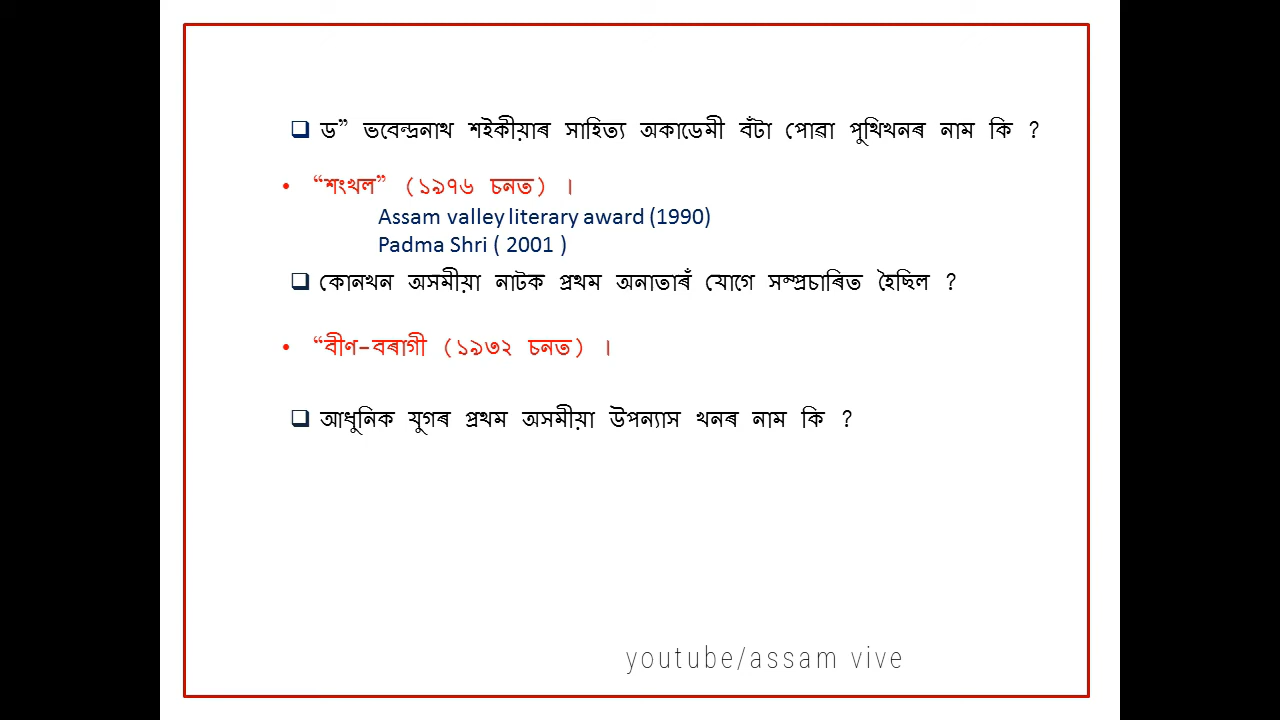 ড” ভবেন্দ্ৰনাথ শইকীয়াৰ সাহিত্য অকাডেমী বঁটা পোৱা পুথিখনৰ নাম কি ?
“শংখল” (১৯৭৬ চনত) ।
Assam valley literary award (1990)
Padma Shri ( 2001 )
কোনখন অসমীয়া নাটক প্ৰথম অনাতাৰঁ যোগে সম্প্ৰচাৰিত হৈছিল ?
“বীণ-বৰাগী (১৯৩২ চনত) ।
আধুনিক যুগৰ প্ৰথম অসমীয়া উপন্যাস খনৰ নাম কি ?
youtube/assam vive